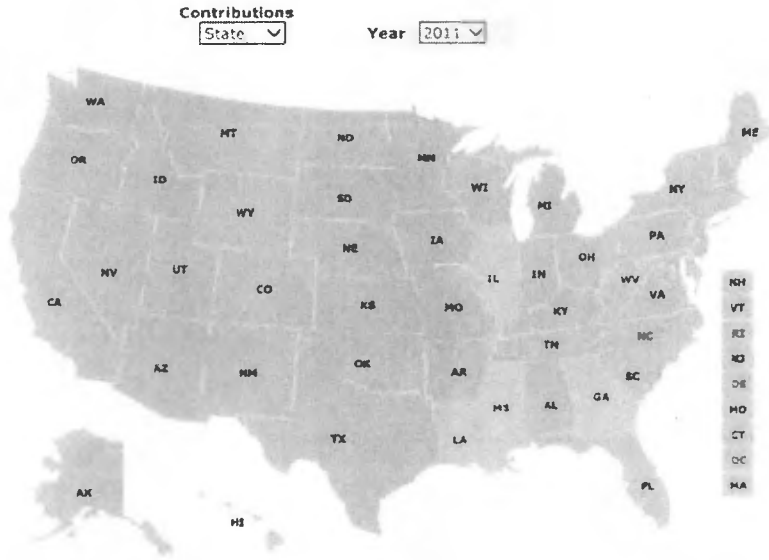 Contributions
State
Year 2011
WA
MT
ND
MN
ME
OR
ID
WY
SD
WI
MI
NY
NV
UT
CO
NE
IA
IL
IN
OH
PA
WV
VA
CA
KS
MO
KY
AZ
NM
OK
AR
TN
NC
SC
TX
LA
MS
AL
GA
FL
AK
HI
NH
VT
RI
NJ
DE
MD
CT
DC
MA